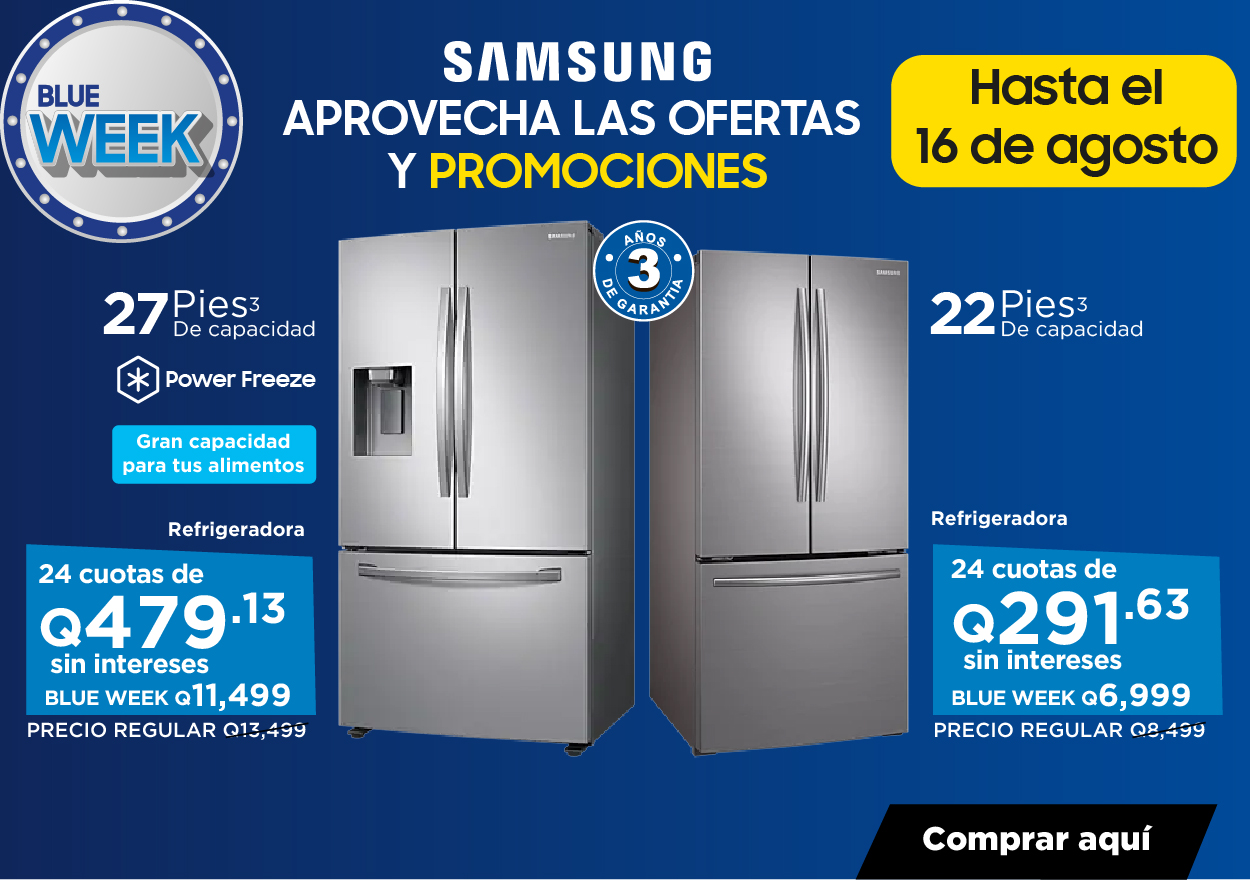 BLUE
WEEK
SAMSUNG
APROVECHA LAS OFERTAS
Y PROMOCIONES
Hasta el
16 de agosto
27 Pies3
De capacidad
Power Freeze
Gran capacidad
para tus alimentos
Refrigeradora
24 cuotas de
Q479.13
sin intereses
BLUE WEEK Q11,499
PRECIO REGULAR Q13,499
SAMSUNG
AÑOS
3
DE GARANTIA
SAMSUNG
22 Pies3
De capacidad
Refrigeradora
24 cuotas de
Q291.63
sin intereses
BLUE WEEK Q6,999
PRECIO REGULAR Q8,499
Comprar aquí